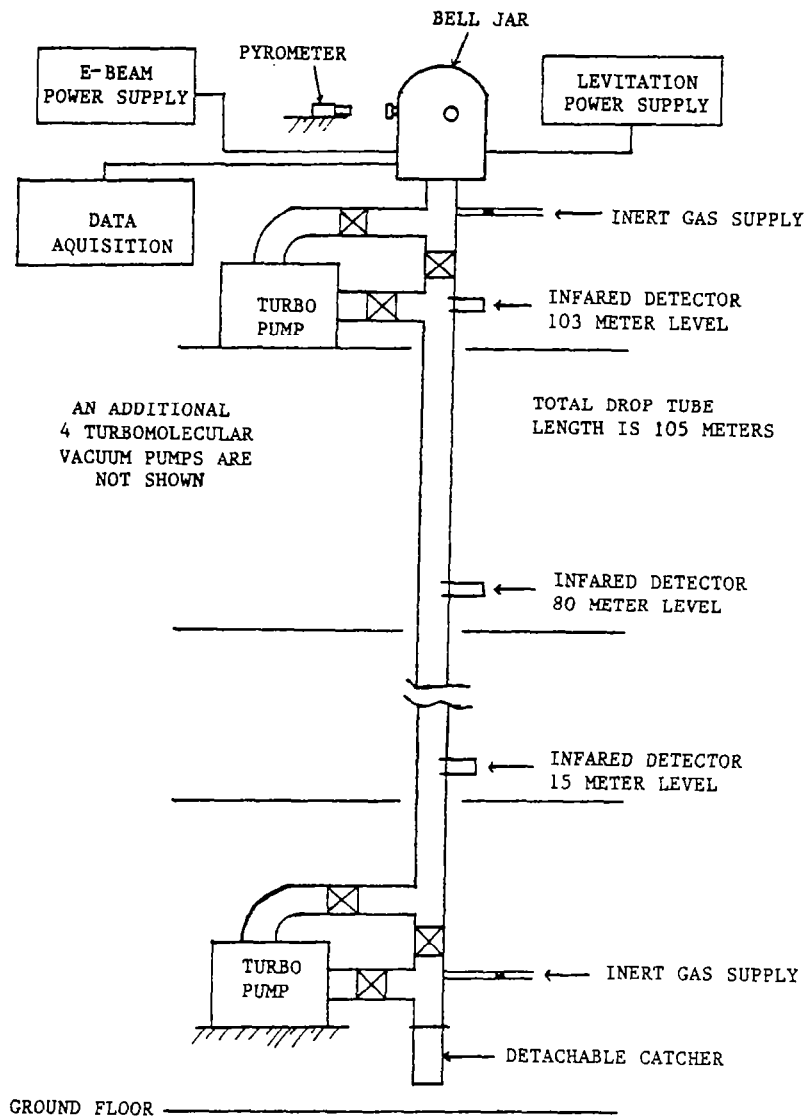 BELL JAR
PYROMETER
E-BEAM
POWER SUPPLY
LEVITATION
POWER SUPPLY
DATA
AQUISITION
INERT GAS SUPPLY
TURBO
PUMP
INFARED DETECTOR
103 METER LEVEL
AN ADDITIONAL
4 TURBOMOLECULAR
VACUUM PUMPS ARE
NOT SHOWN
TOTAL DROP TUBE
LENGTH IS 105 METERS
INFARED DETECTOR
80 METER LEVEL
INFARED DETECTOR
15 METER LEVEL
TURBO
PUMP
INERT GAS SUPPLY
DETACHABLE CATCHER
GROUND FLOOR